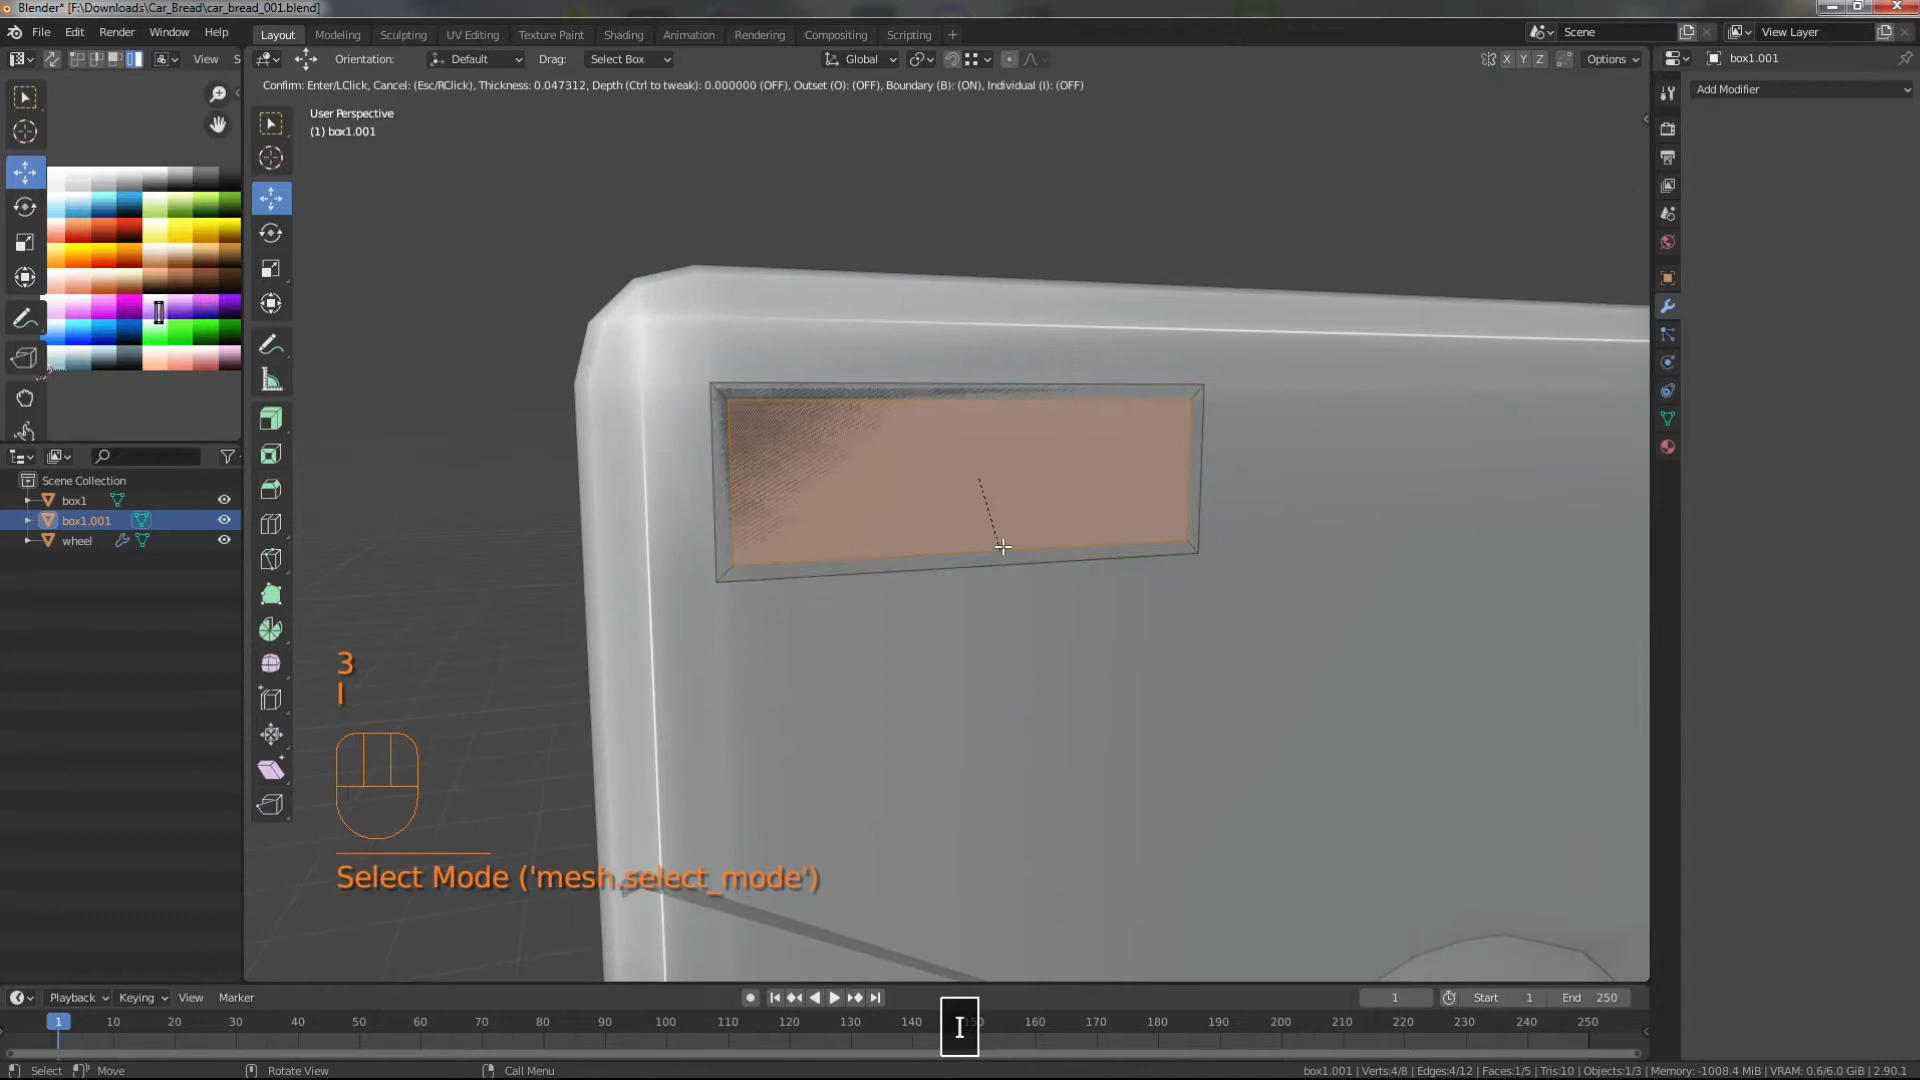 Blender* [F:\Downloads\Car_Bread\car_bread_001.blend]
File Edit Render Window Help
Layout Modeling Sculpting UV Editing Texture Paint Shading Animation Rendering Compositing Scripting +
Scene
View Layer
View S
Orientation: Default
Drag: Select Box
Global
X Y Z
Options
box1.001
Confirm: Enter/LClick, Cancel: (Esc/RClick), Thickness: 0.047312, Depth (Ctrl to tweak): 0.000000 (OFF), Outset (O): (OFF), Boundary (B): (ON), Individual (I): (OFF)
Add Modifier
User Perspective
(1) box1.001
Scene Collection
box1
box1.001
wheel
3
I
Select Mode ('mesh.select_mode')
Playback Keying View Marker
1
Start 1
End 250
1 10 20 30 40 50 60 70 80 90 100 110 120 130 140 150 160 170 180 190 200 210 220 230 240 250
I
Select Move Rotate View Call Menu
box1.001 | Verts:4/8 | Edges:4/12 | Faces:1/5 | Tris:10 | Objects:1/3 | Memory: -1008.4 MiB | VRAM: 0.6/6.0 GiB | 2.90.1